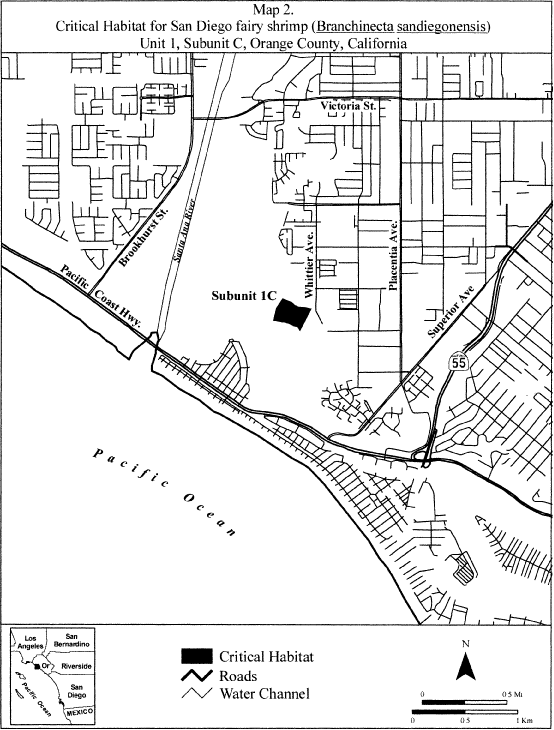 Map 2.
Critical Habitat for San Diego fairy shrimp (Branchinecta sandiegonensis)
Unit 1, Subunit C, Orange County, California
Victoria St.
Brookhurst St.
Santa Ana River
Whittier Ave.
Placentia Ave.
Pacific Coast Hwy.
Subunit 1C
Superior Ave
55
Pacific Ocean
Los Angeles
San Bernardino
Or
Riverside
San Diego
Pacific Ocean
MEXICO
Critical Habitat
Roads
Water Channel
N
0 0.5 Mi
0 0.5 1 Km